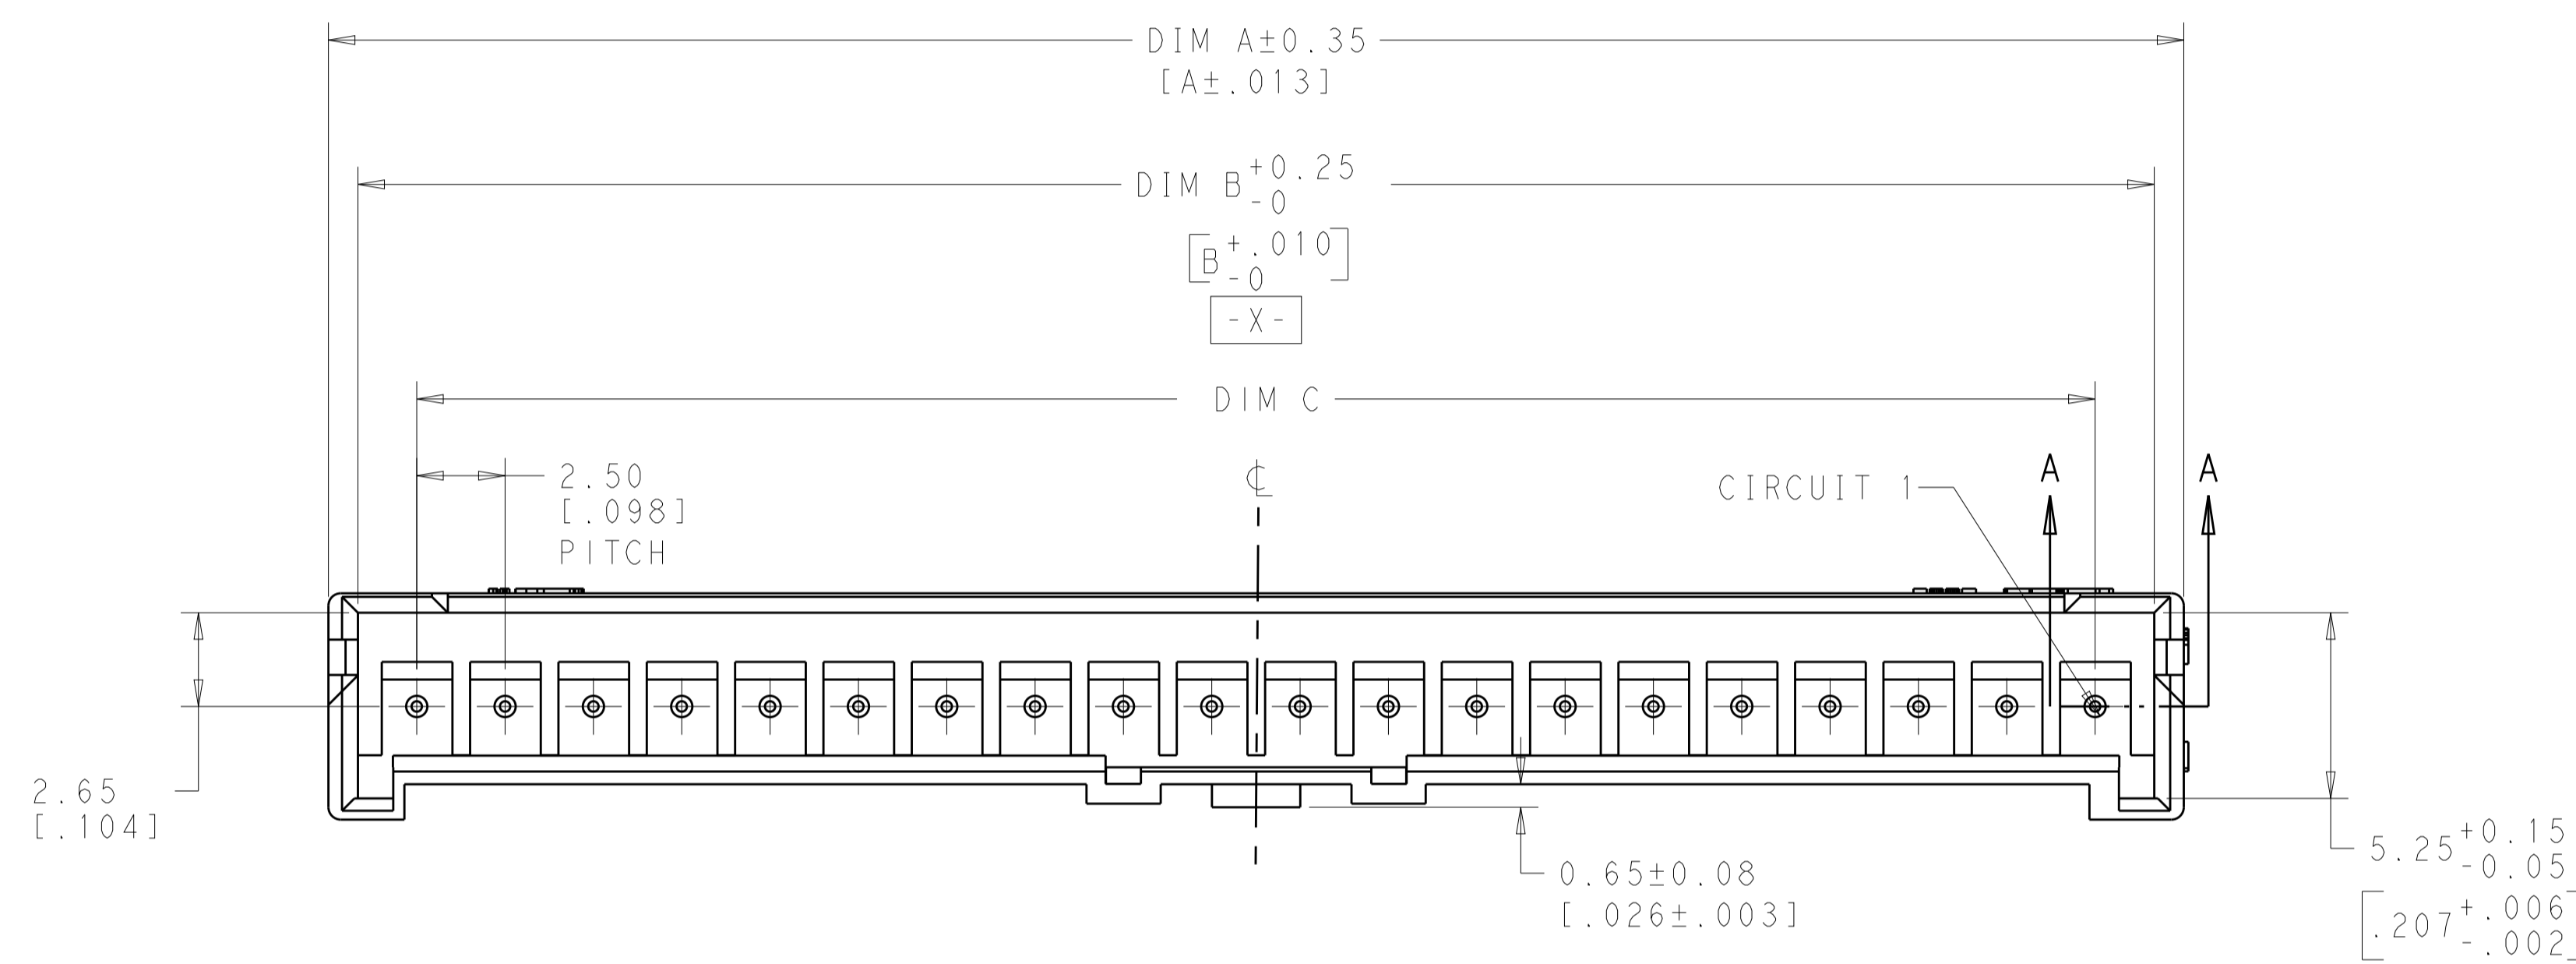 DIM A±0.35
[A±.013]
DIM B +0.25
-0
[B +.010
-0]
-X-
DIM C
2.50
[.098]
PITCH
℄
CIRCUIT 1
A A
2.65
[.104]
0.65±0.08
[.026±.003]
5.25 +0.15
-0.05
[.207 +.006
-.002]